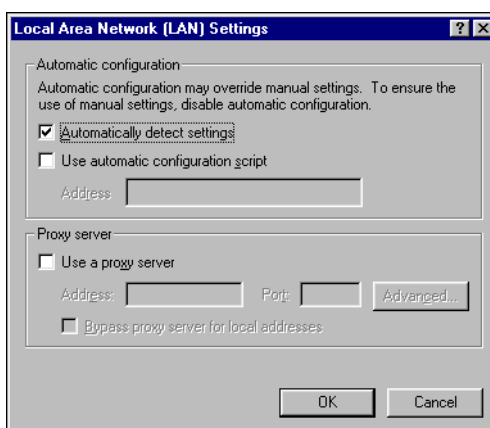 Local Area Network (LAN) Settings
Automatic configuration
Automatic configuration may override manual settings. To ensure the
use of manual settings, disable automatic configuration.
Automatically detect settings
Use automatic configuration script
Address
Proxy server
Use a proxy server
Address: Port: Advanced...
Bypass proxy server for local addresses
OK Cancel